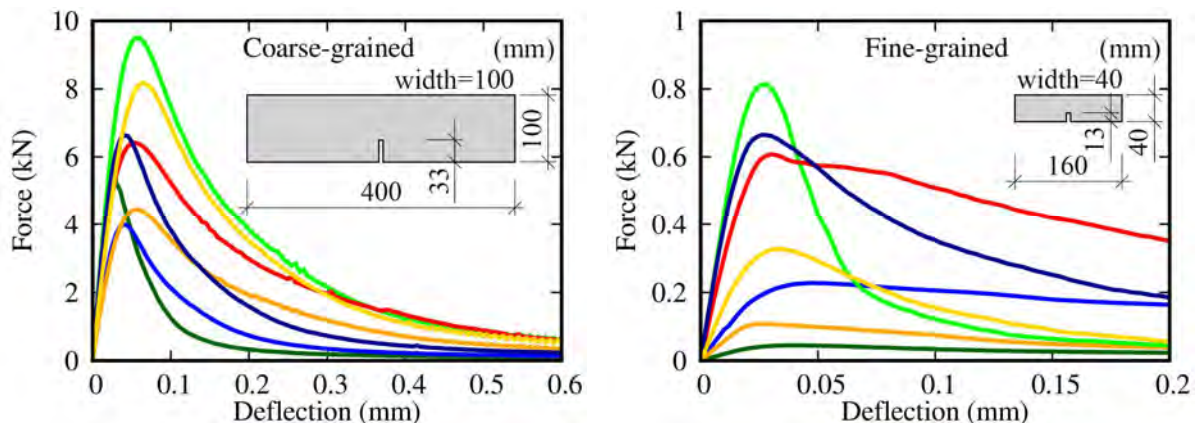 10
8
6
4
2
0
Force (kN)
Coarse-grained
(mm)
width=100
100
33
400
0 0.1 0.2 0.3 0.4 0.5 0.6
Deflection (mm)
1
0.8
0.6
0.4
0.2
0
Force (kN)
Fine-grained
(mm)
width=40
13
40
160
0 0.05 0.1 0.15 0.2
Deflection (mm)